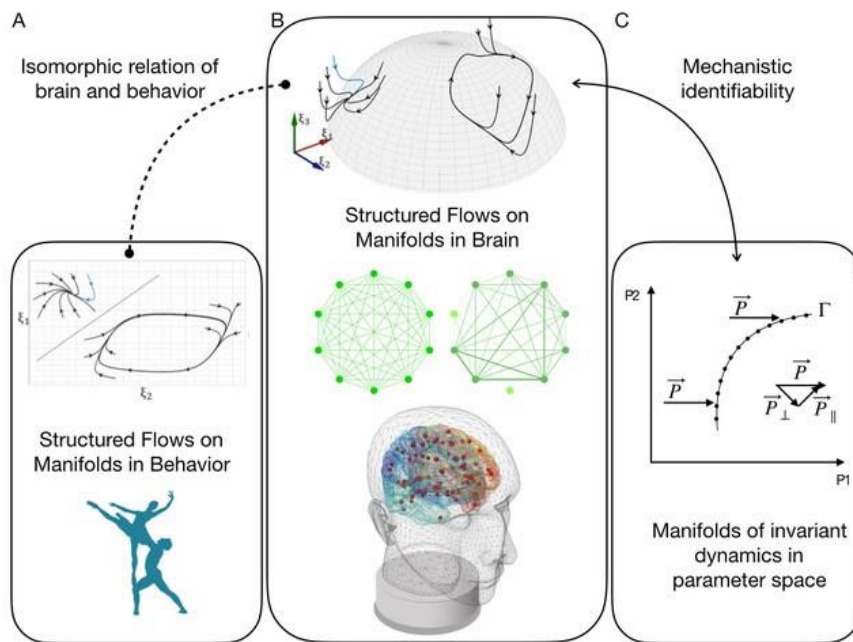 A
B
C
Isomorphic relation of
brain and behavior
ξ₃
ξ₁
ξ₂
Mechanistic
identifiability
Structured Flows on
Manifolds in Brain
ξ₁
ξ₂
Structured Flows on
Manifolds in Behavior
P2
P⃗
Γ
P⃗
P⃗
P⃗⊥
P⃗∥
P1
Manifolds of invariant
dynamics in
parameter space